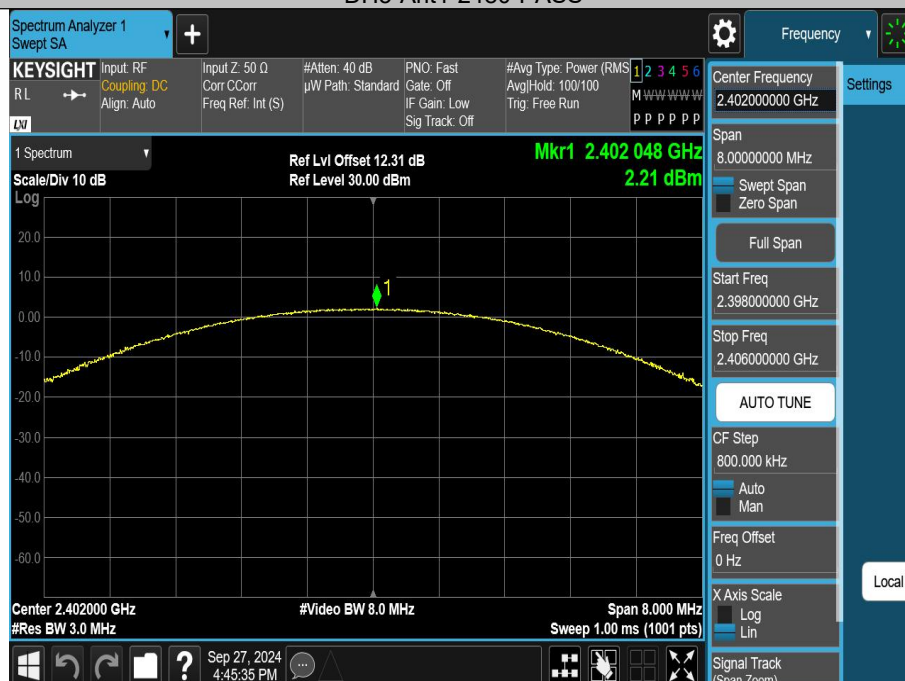 Spectrum Analyzer 1
Swept SA
Frequency
KEYSIGHT
RL
LXI
Input: RF
Coupling: DC
Align: Auto
Input Z: 50 Ω
Corr CCorr
Freq Ref: Int (S)
#Atten: 40 dB
µW Path: Standard
PNO: Fast
Gate: Off
IF Gain: Low
Sig Track: Off
#Avg Type: Power (RMS
Avg|Hold: 100/100
Trig: Free Run
1 2 3 4 5 6
M W W W W W
P P P P P P
1 Spectrum
Scale/Div 10 dB
Log
Ref Lvl Offset 12.31 dB
Ref Level 30.00 dBm
Mkr1 2.402 048 GHz
2.21 dBm
20.0
10.0
0.00
-10.0
-20.0
-30.0
-40.0
-50.0
-60.0
1
Center 2.402000 GHz
#Res BW 3.0 MHz
#Video BW 8.0 MHz
Span 8.000 MHz
Sweep 1.00 ms (1001 pts)
Sep 27, 2024
4:45:35 PM
?
Center Frequency
2.402000000 GHz
Settings
Span
8.00000000 MHz
Swept Span
Zero Span
Full Span
Start Freq
2.398000000 GHz
Stop Freq
2.406000000 GHz
AUTO TUNE
CF Step
800.000 kHz
Auto
Man
Freq Offset
0 Hz
X Axis Scale
Log
Lin
Local
Signal Track
(Span Zoom)